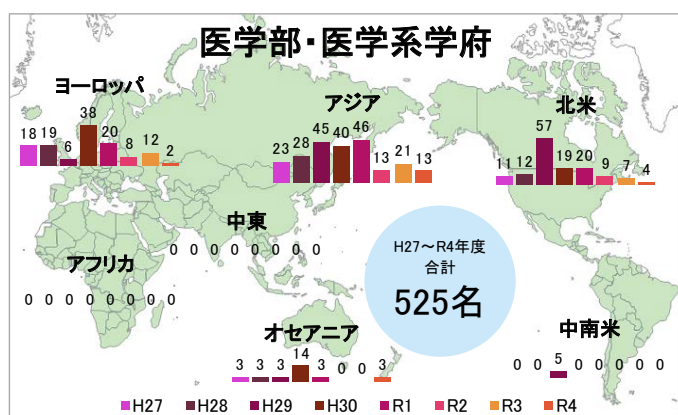 医学部・医学系学府
ヨーロッパ
18 19 6 38 20 8 12 2
アジア
23 28 45 40 46 13 21 13
北米
11 12 57 19 20 9 7 4
中東
0 0 0 0 0 0 0 0
アフリカ
0 0 0 0 0 0 0 0
H27~R4年度
合計
525名
オセアニア
3 3 3 14 3 0 0 3
中南米
0 0 5 0 0 0 0 0
H27 H28 H29 H30 R1 R2 R3 R4